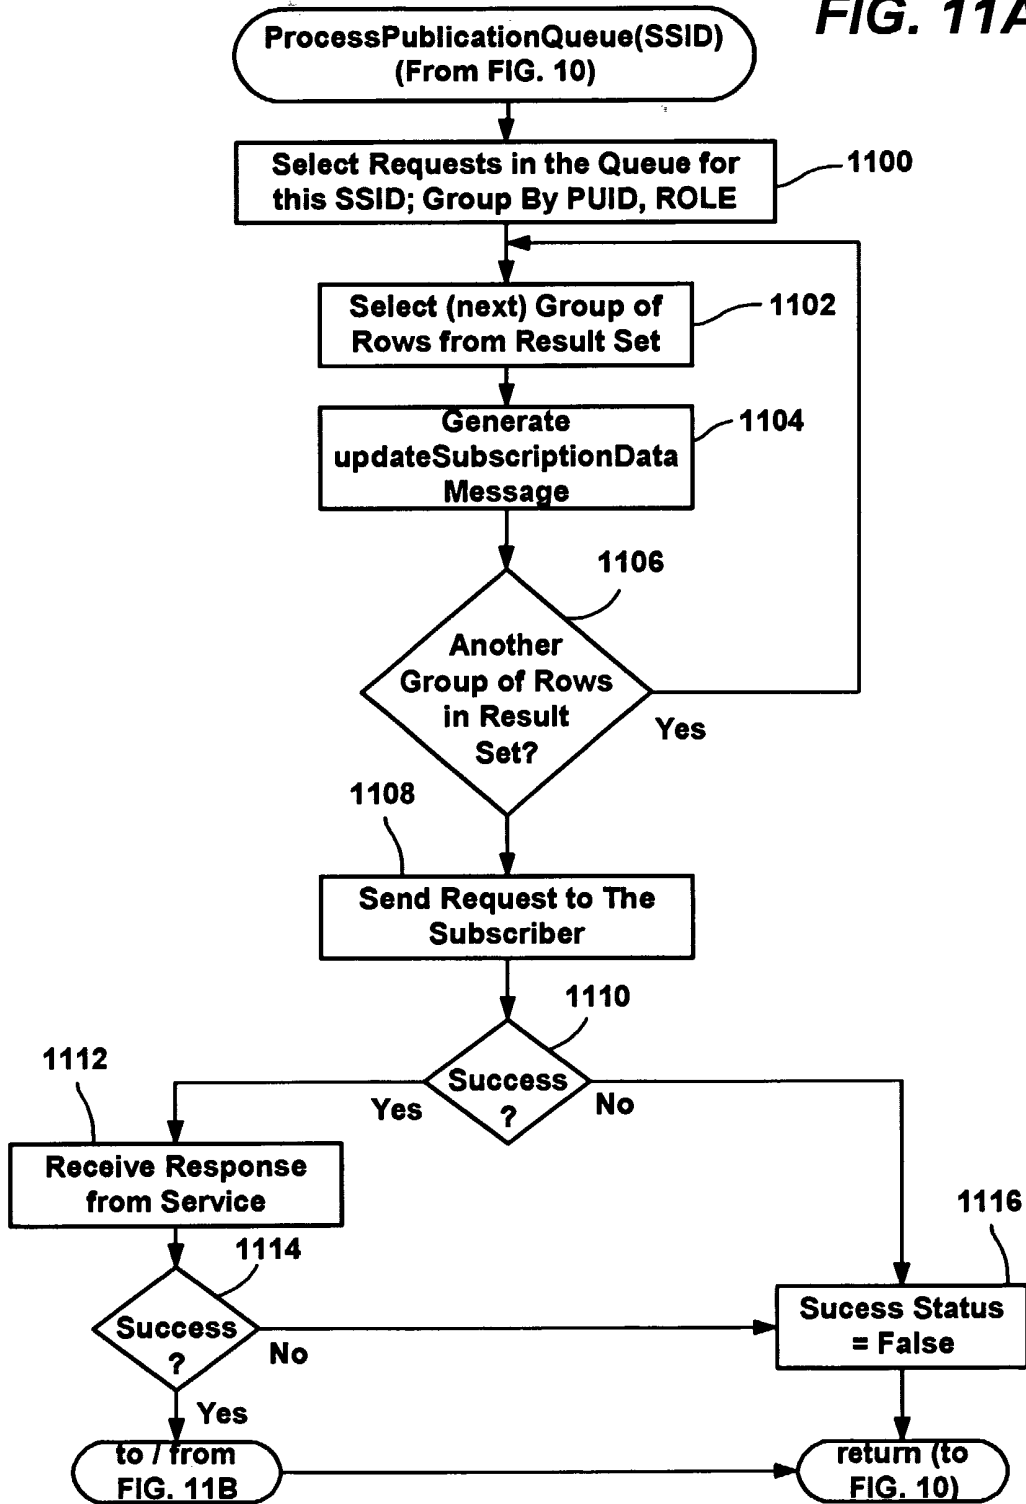 FIG. 11A
ProcessPublicationQueue(SSID)
(From FIG. 10)
Select Requests in the Queue for
this SSID; Group By PUID, ROLE
1100
Select (next) Group of
Rows from Result Set
1102
Generate
updateSubscriptionData
Message
1104
1106
Another
Group of Rows
in Result
Set?
Yes
1108
Send Request to The
Subscriber
1110
Success
?
Yes
No
1112
Receive Response
from Service
1114
Success
?
No
Yes
1116
Sucess Status
= False
to / from
FIG. 11B
return (to
FIG. 10)